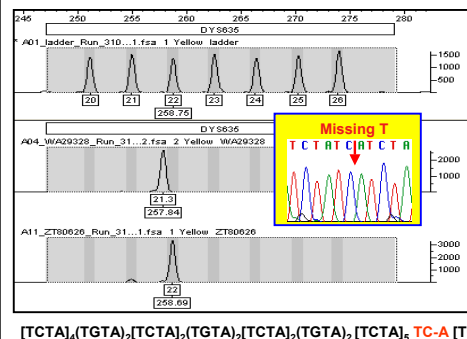 245 250 255 260 265 270 275 280
DYS635
* A01_ladder_Run_310...1.fsa 1 Yellow ladder
1500
1000
500
20 21 22 23 24 25 26
258.75
DYS635
A04_WA29328_Run_31...2.fsa 2 Yellow WA29328
2000
1000
21.3
257.84
Missing T
T C T A T C A T C T A
A11_ZT80626_Run_31...1.fsa 1 Yellow ZT80626
3000
2000
1000
22
258.69
[TCTA]₄(TGTA)₂[TCTA]₂(TGTA)₂[TCTA]₂(TGTA)₂[TCTA]₅ TC-A [T